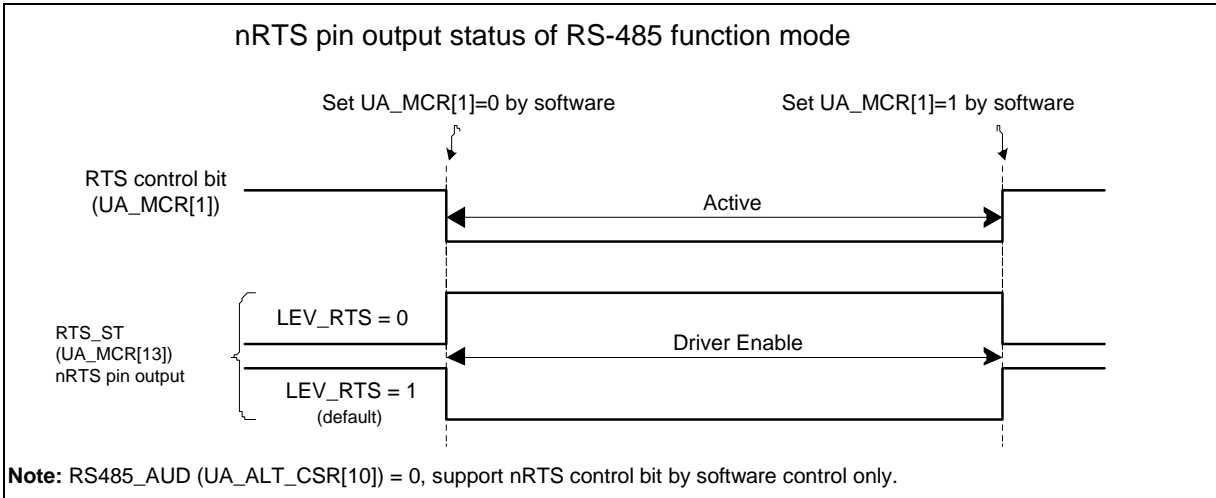 nRTS pin output status of RS-485 function mode
Set UA_MCR[1]=0 by software
Set UA_MCR[1]=1 by software
RTS control bit
(UA_MCR[1])
Active
LEV_RTS = 0
RTS_ST
(UA_MCR[13])
nRTS pin output
Driver Enable
LEV_RTS = 1
(default)
Note: RS485_AUD (UA_ALT_CSR[10]) = 0, support nRTS control bit by software control only.